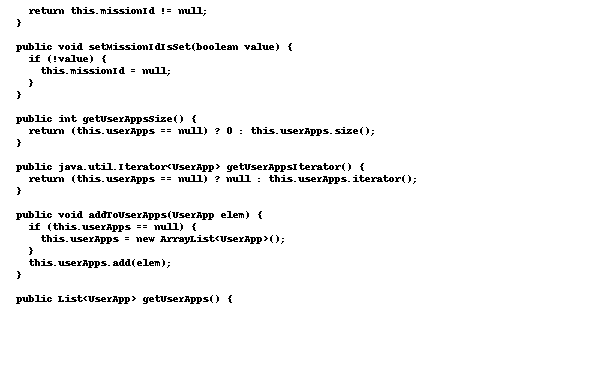 return this.missionId != null;
}
public void setMissionIdIsSet(boolean value) {
if (!value) {
this.missionId = null;
}
}
public int getUserAppsSize() {
return (this.userApps == null) ? 0 : this.userApps.size();
}
public java.util.Iterator<UserApp> getUserAppsIterator() {
return (this.userApps == null) ? null : this.userApps.iterator();
}
public void addToUserApps(UserApp elem) {
if (this.userApps == null) {
this.userApps = new ArrayList<UserApp>();
}
this.userApps.add(elem);
}
public List<UserApp> getUserApps() {